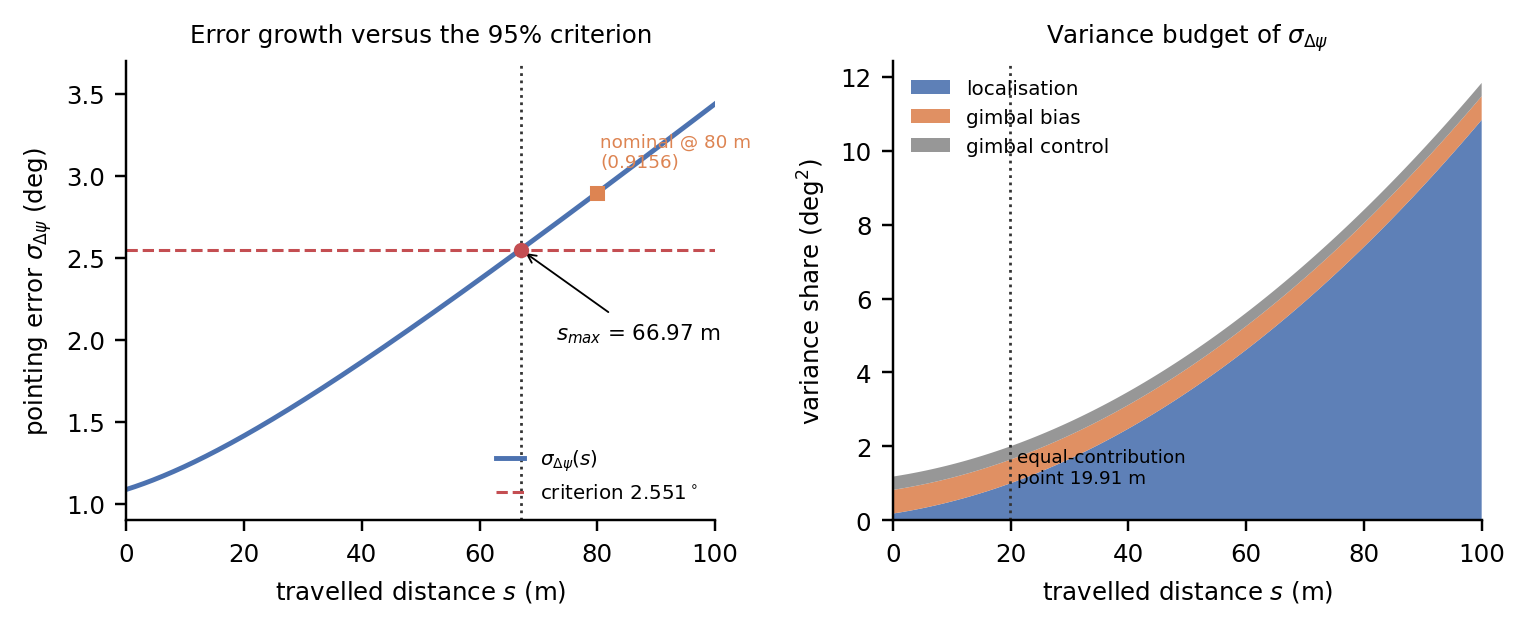 Error growth versus the 95% criterion
pointing error σΔψ (deg)
3.5
3.0
2.5
2.0
1.5
1.0
nominal @ 80 m
(0.9156)
smax = 66.97 m
σΔψ(s)
criterion 2.551°
0 20 40 60 80 100
travelled distance s (m)
Variance budget of σΔψ
variance share (deg²)
12
10
8
6
4
2
0
localisation
gimbal bias
gimbal control
equal-contribution
point 19.91 m
0 20 40 60 80 100
travelled distance s (m)